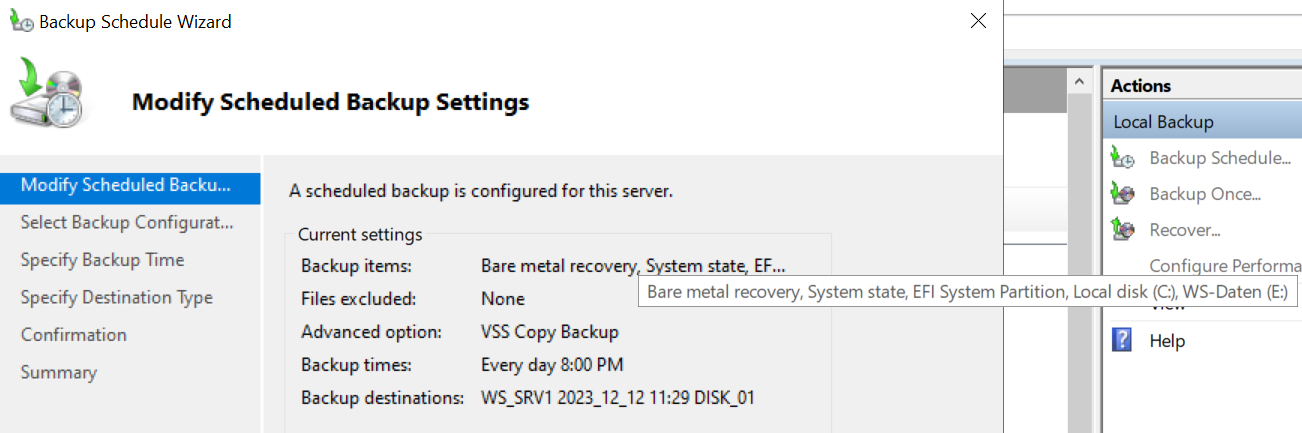 Backup Schedule Wizard
Modify Scheduled Backup Settings
Modify Scheduled Backu...
Select Backup Configurat...
Specify Backup Time
Specify Destination Type
Confirmation
Summary
A scheduled backup is configured for this server.
Current settings
Backup items: Bare metal recovery, System state, EF...
Bare metal recovery, System state, EFI System Partition, Local disk (C:), WS-Daten (E:)
Files excluded: None
Advanced option: VSS Copy Backup
Backup times: Every day 8:00 PM
Backup destinations: WS_SRV1 2023_12_12 11:29 DISK_01
Actions
Local Backup
Backup Schedule...
Backup Once...
Recover...
Configure Performa
View
Help